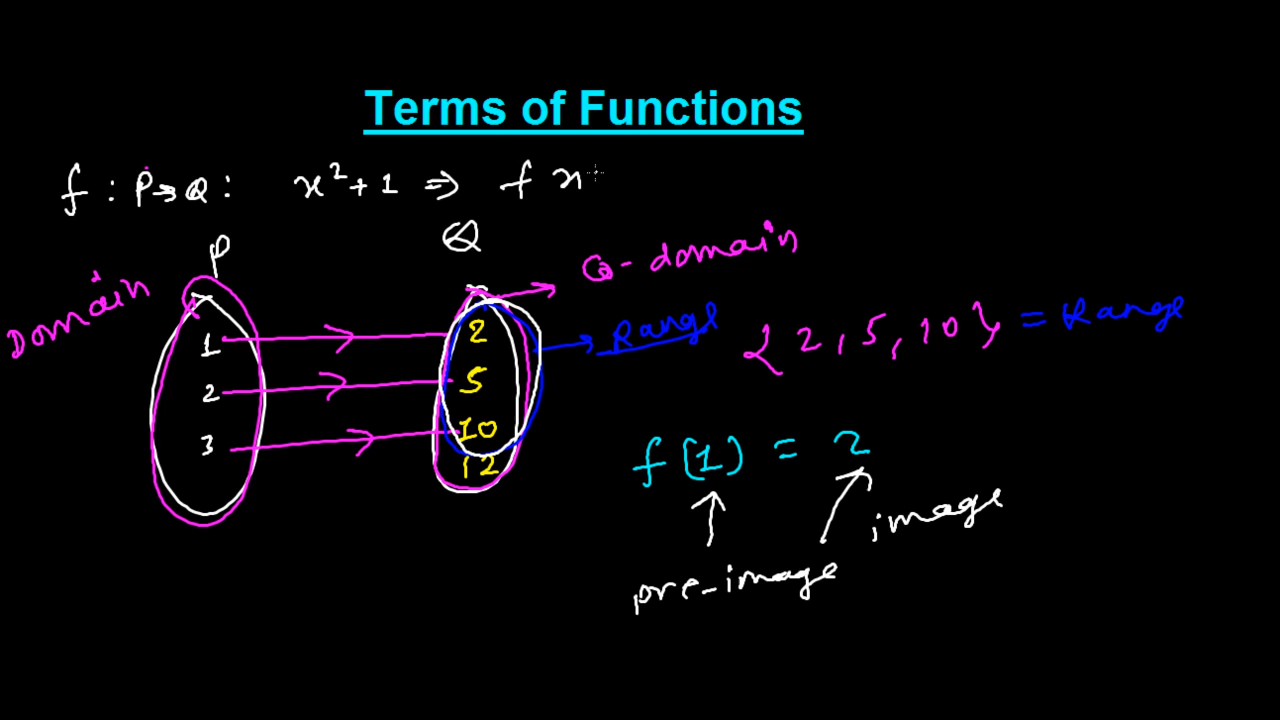 Terms of Functions
f : P→Q : x²+1 ⇒ f x
P
Q
Domain
Co-domain
1
2
3
2
5
10
12
Range
{2, 5, 10} = Range
f(1) = 2
image
pre-image